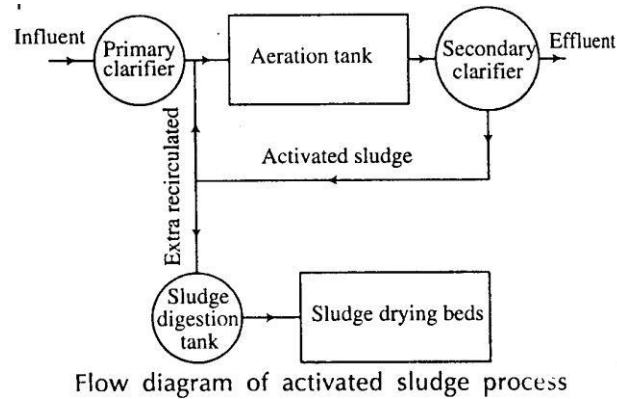 Influent
Primary
clarifier
Aeration tank
Secondary
clarifier
Effluent
Activated sludge
Extra recirculated
Sludge
digestion
tank
Sludge drying beds
Flow diagram of activated sludge process